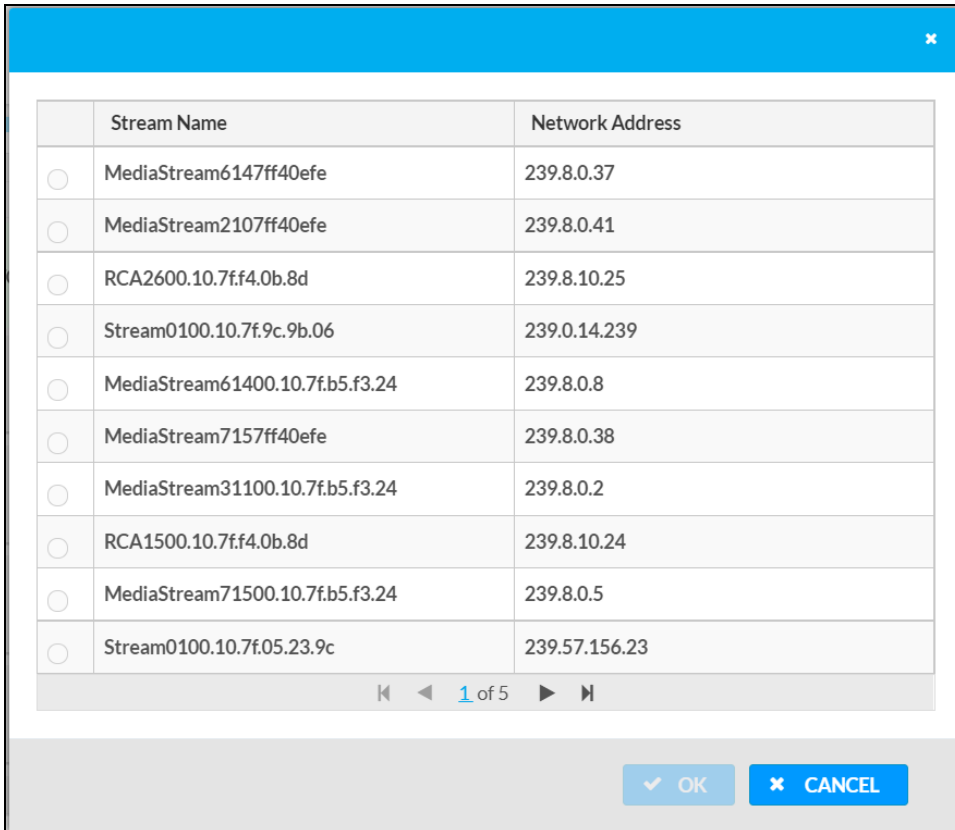 Stream Name Network Address
MediaStream6147ff40efe 239.8.0.37
MediaStream2107ff40efe 239.8.0.41
RCA2600.10.7f.f4.0b.8d 239.8.10.25
Stream0100.10.7f.9c.9b.06 239.0.14.239
MediaStream61400.10.7f.b5.f3.24 239.8.0.8
MediaStream7157ff40efe 239.8.0.38
MediaStream31100.10.7f.b5.f3.24 239.8.0.2
RCA1500.10.7f.f4.0b.8d 239.8.10.24
MediaStream71500.10.7f.b5.f3.24 239.8.0.5
Stream0100.10.7f.05.23.9c 239.57.156.23
1 of 5
OK CANCEL